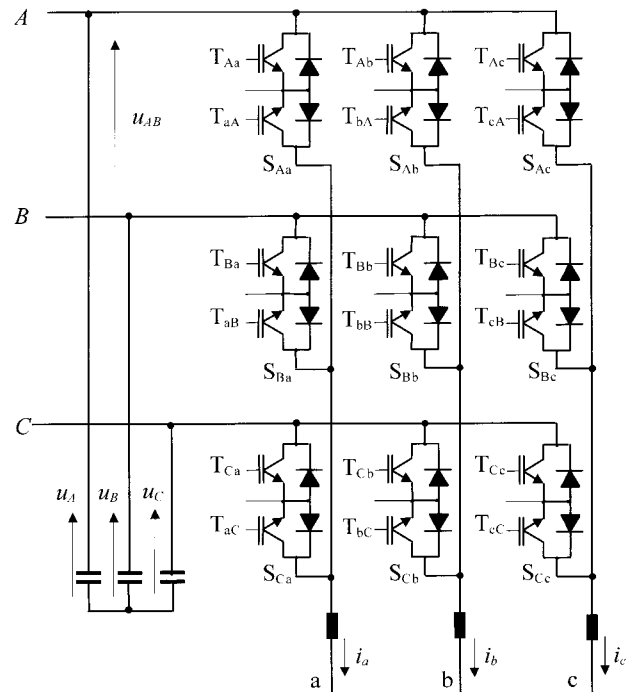 A
T_Aa T_Ab T_Ac
u_AB
T_aA T_bA T_cA
S_Aa S_Ab S_Ac
B
T_Ba T_Bb T_Bc
T_aB T_bB T_cB
S_Ba S_Bb S_Bc
C
T_Ca T_Cb T_Cc
u_A u_B u_C
T_aC T_bC T_cC
S_Ca S_Cb S_Cc
i_a i_b i_c
a b c